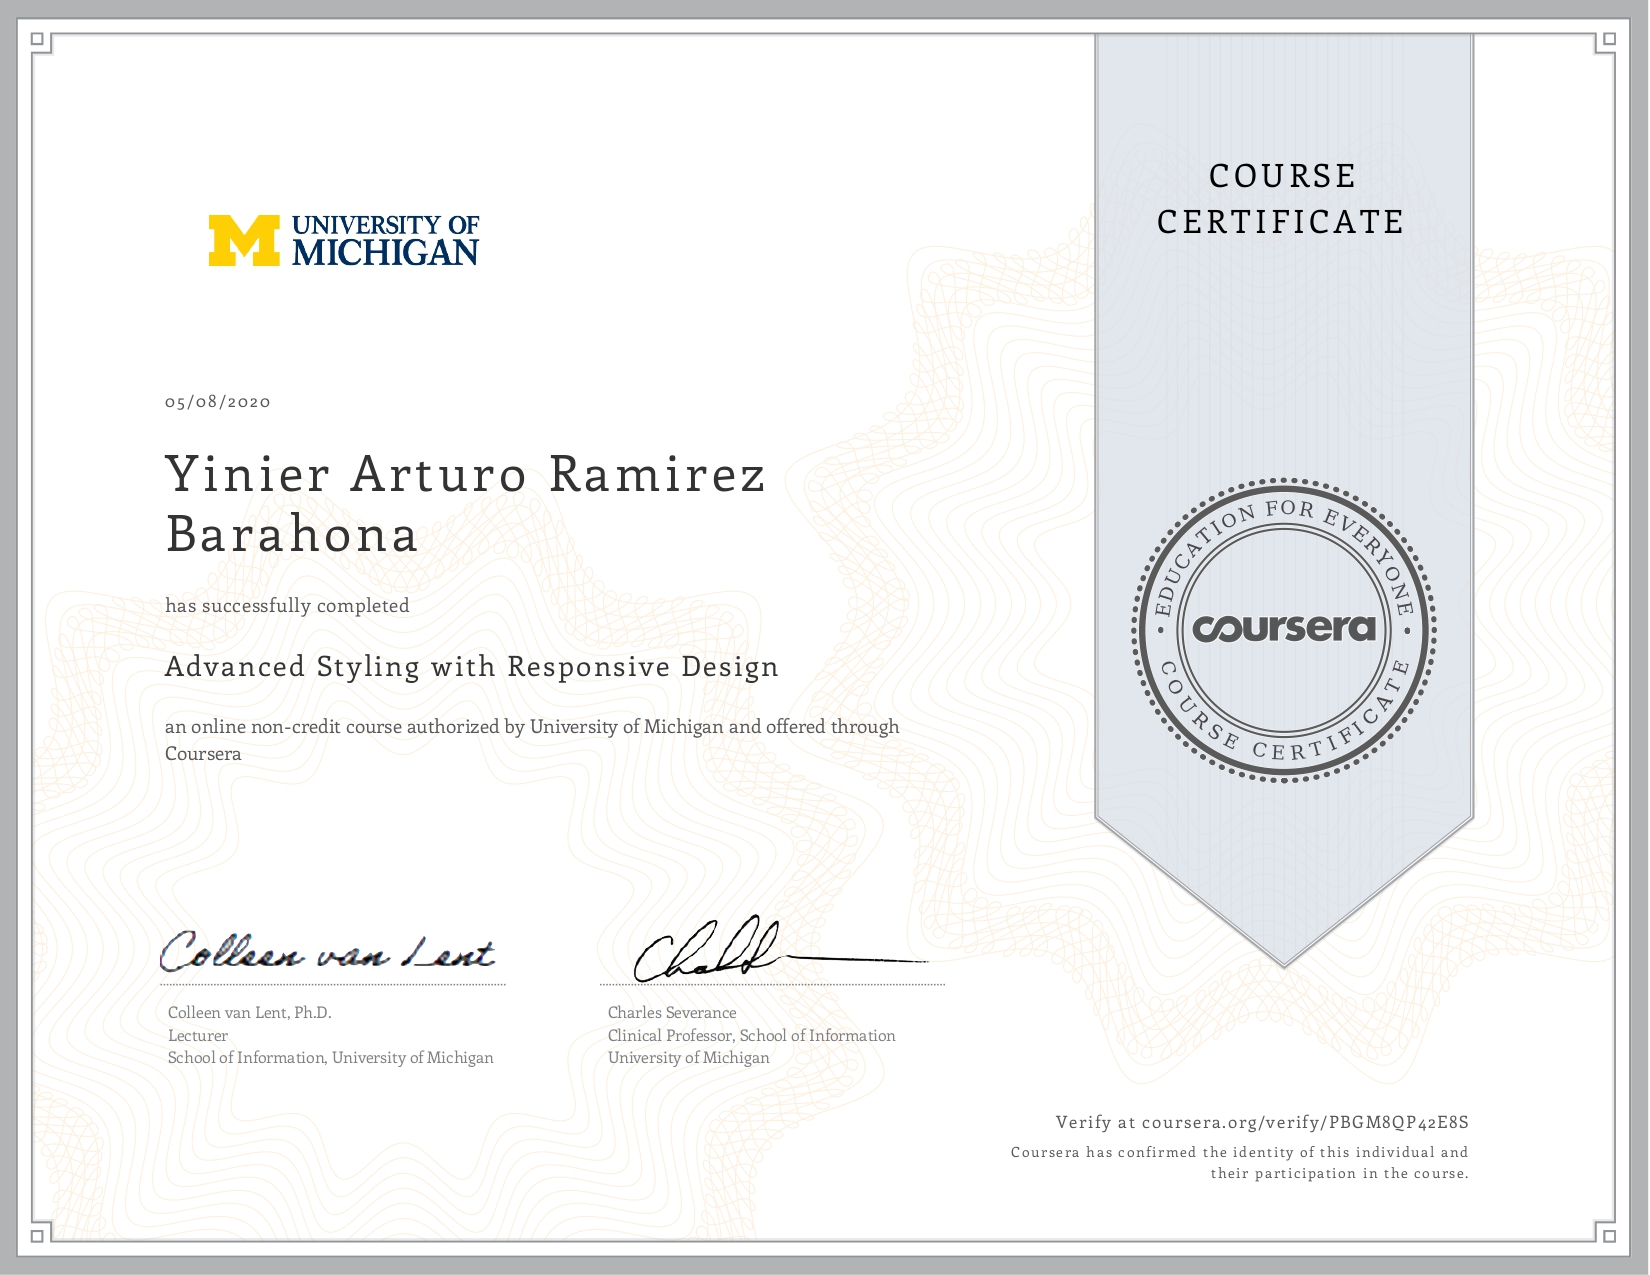 UNIVERSITY OF
MICHIGAN
COURSE
CERTIFICATE
05/08/2020
Yinier Arturo Ramirez
Barahona
has successfully completed
Advanced Styling with Responsive Design
an online non-credit course authorized by University of Michigan and offered through
Coursera
EDUCATION FOR EVERYONE
coursera
COURSE CERTIFICATE
Colleen van Lent
Colleen van Lent, Ph.D.
Lecturer
School of Information, University of Michigan
Charles Severance
Clinical Professor, School of Information
University of Michigan
Verify at coursera.org/verify/PBGM8QP42E8S
Coursera has confirmed the identity of this individual and
their participation in the course.